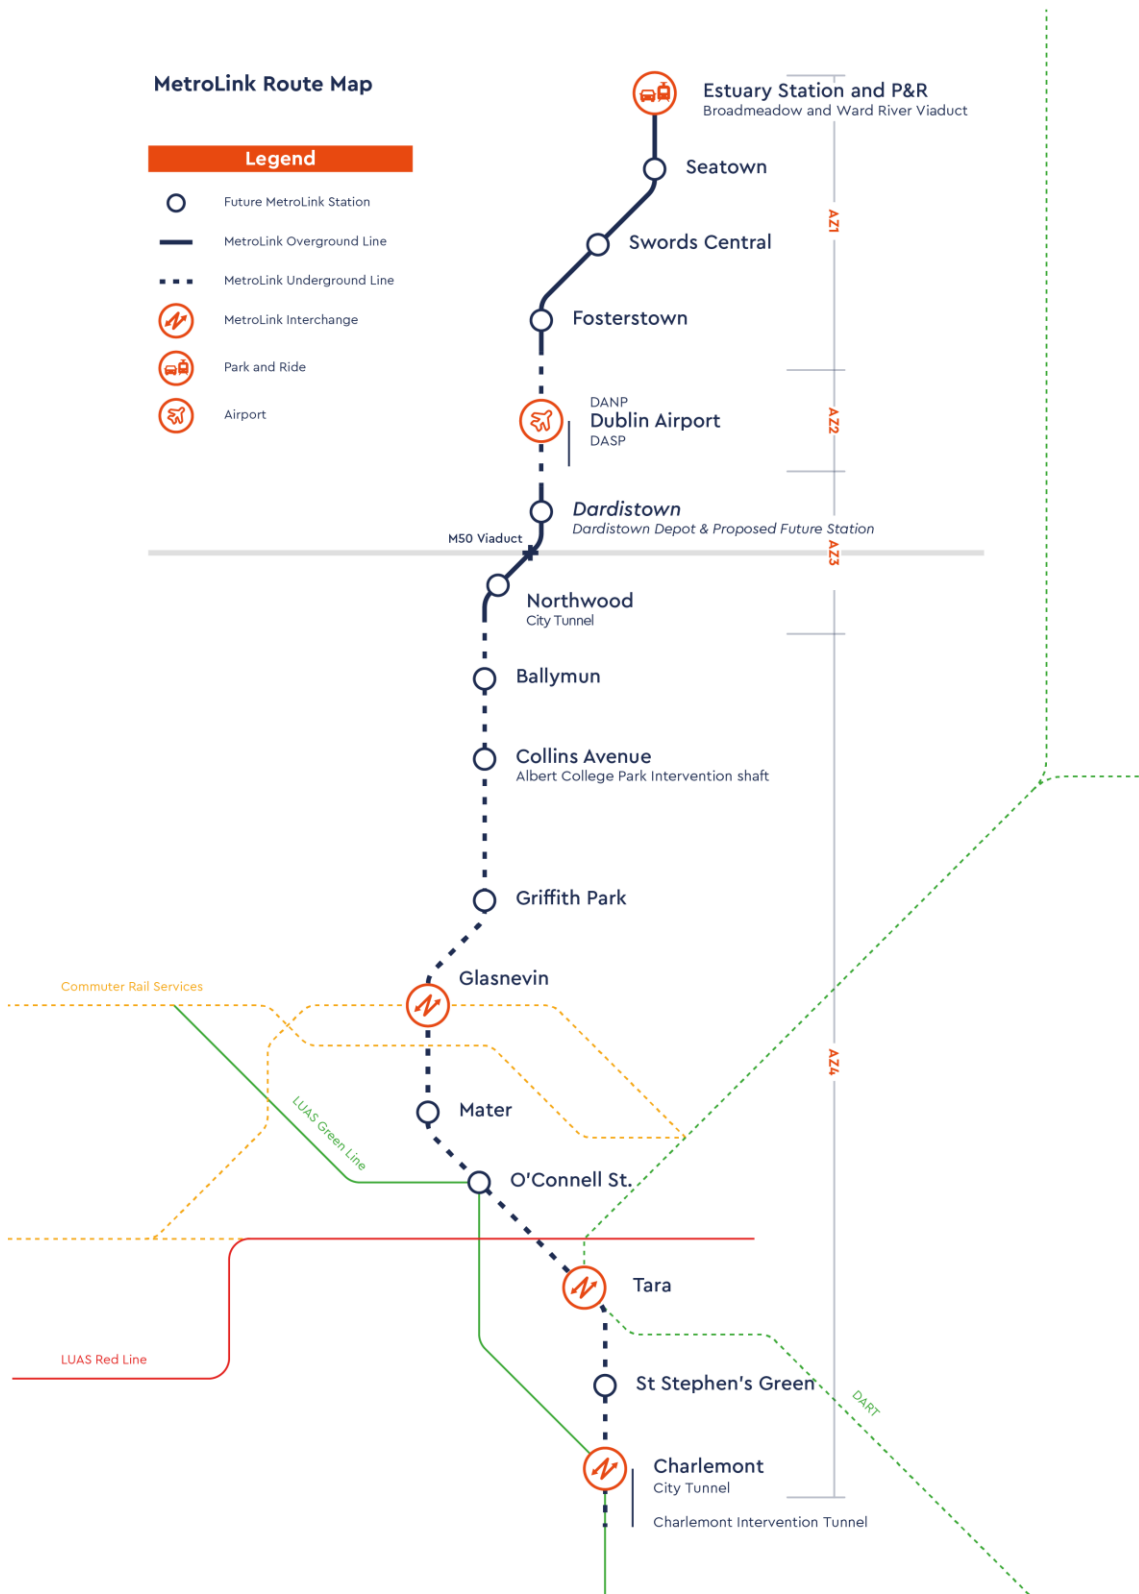 MetroLink Route Map
Legend
Future MetroLink Station
MetroLink Overground Line
MetroLink Underground Line
MetroLink Interchange
Park and Ride
Airport
Estuary Station and P&R
Broadmeadow and Ward River Viaduct
Seatown
AZ1
Swords Central
Fosterstown
DANP
Dublin Airport
DASP
AZ2
Dardistown
Dardistown Depot & Proposed Future Station
M50 Viaduct
AZ3
Northwood
City Tunnel
Ballymun
Collins Avenue
Albert College Park Intervention shaft
Griffith Park
Glasnevin
Commuter Rail Services
AZ4
LUAS Green Line
Mater
O'Connell St.
Tara
LUAS Red Line
St Stephen's Green
DART
Charlemont
City Tunnel
Charlemont Intervention Tunnel